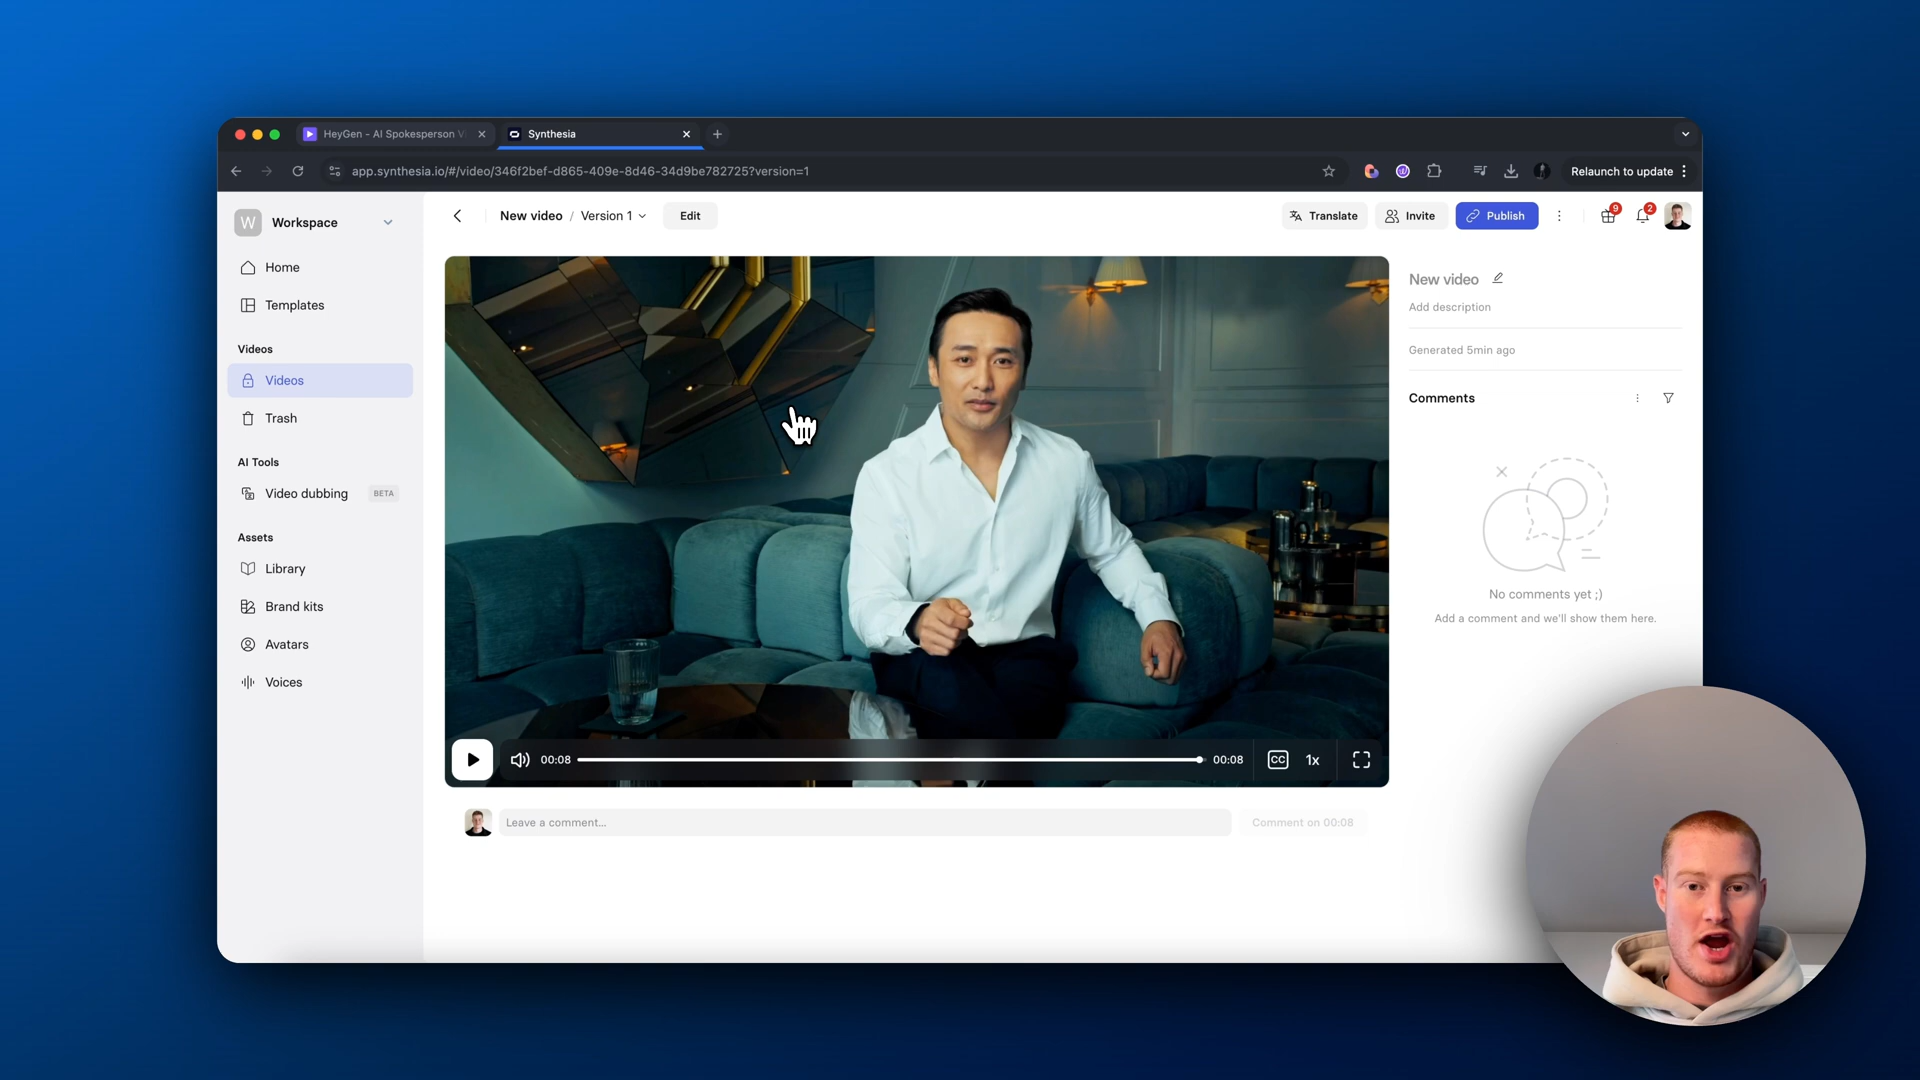 HeyGen - AI Spokesperson V
Synthesia
app.synthesia.io/#/video/346f2bef-d865-409e-8d46-34d9be782725?version=1
Relaunch to update
W Workspace
New video / Version 1
Edit
Translate
Invite
Publish
9
2
Home
Templates
Videos
Videos
Trash
AI Tools
Video dubbing BETA
Assets
Library
Brand kits
Avatars
Voices
New video
Add description
Generated 5min ago
Comments
No comments yet ;)
Add a comment and we'll show them here.
00:08
00:08
CC
1x
Leave a comment...
Comment on 00:08